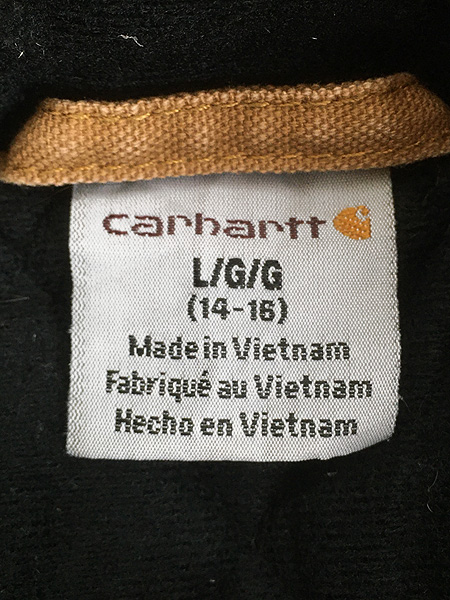 carhartt
L/G/G
(14-16)
Made in Vietnam
Fabriqué au Vietnam
Hecho en Vietnam